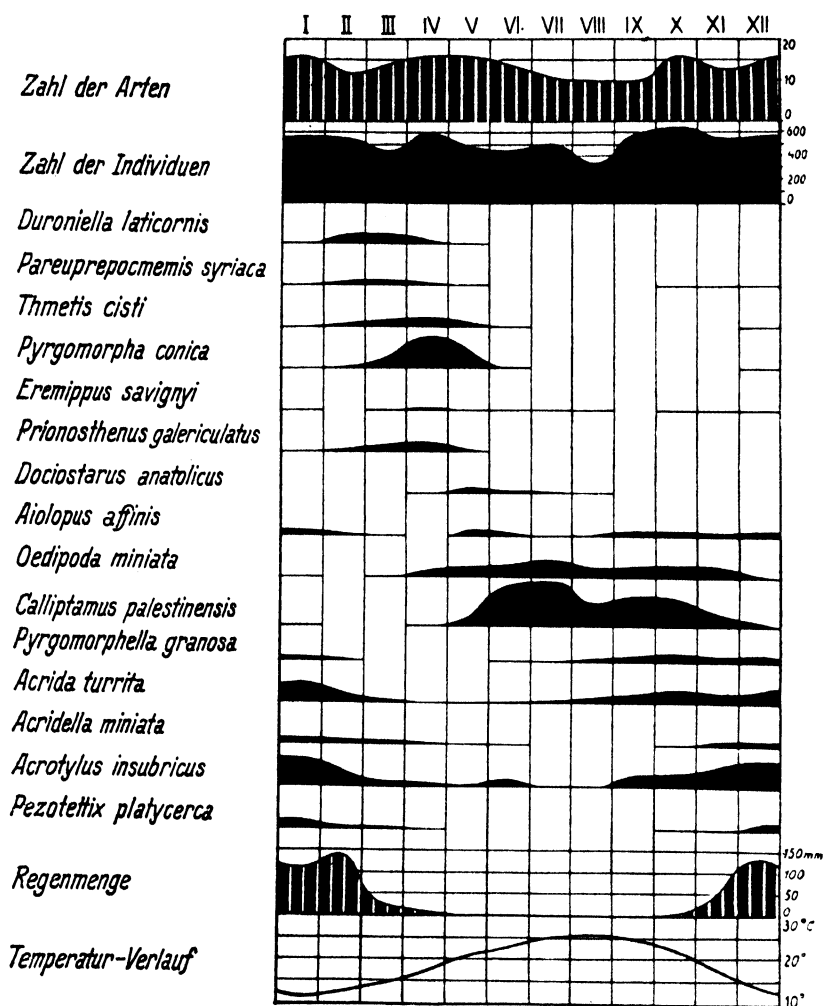 I II III IV V VI. VII VIII IX X XI XII
Zahl der Arten
20
10
0
Zahl der Individuen
600
400
200
0
Duroniella laticornis
Pareuprepocmemis syriaca
Thmetis cisti
Pyrgomorpha conica
Eremippus savignyi
Prionosthenus galericulatus
Dociostarus anatolicus
Aiolopus affinis
Oedipoda miniata
Calliptamus palestinensis
Pyrgomorphella granosa
Acrida turrita
Acridella miniata
Acrotylus insubricus
Pezotettix platycerca
Regenmenge
150 mm
100
50
0
Temperatur-Verlauf
30°C
20°
10°